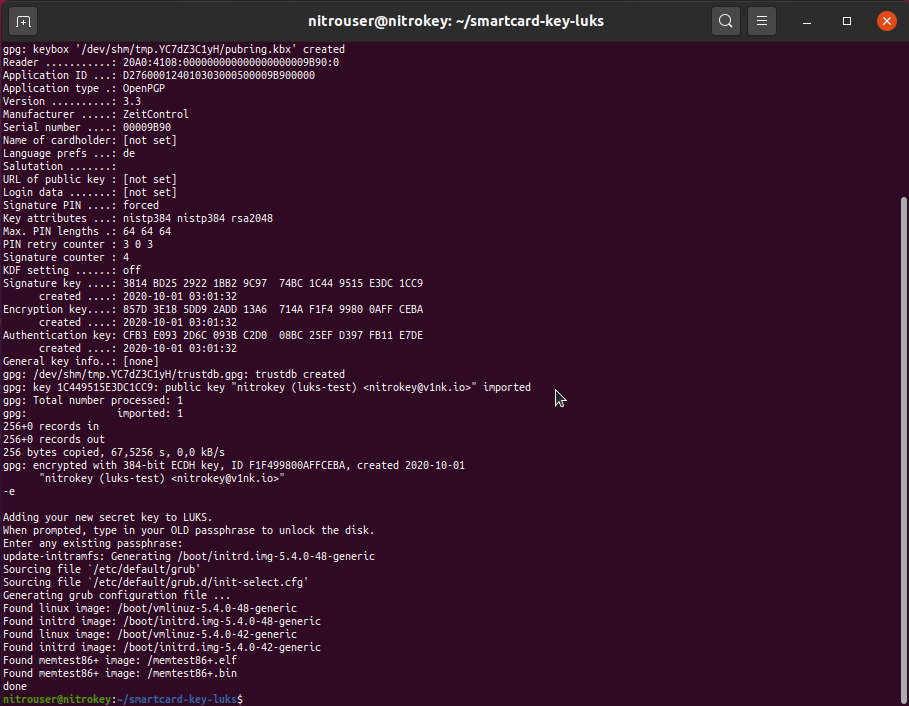 nitrouser@nitrokey: ~/smartcard-key-luks
gpg: keybox '/dev/shm/tmp.YC7dZ3C1yH/pubring.kbx' created
Reader ...........: 20A0:4108:000000000000000000009B90:0
Application ID ...: D276000124010303000500009B900000
Application type .: OpenPGP
Version ..........: 3.3
Manufacturer .....: ZeitControl
Serial number ....: 00009B90
Name of cardholder: [not set]
Language prefs ...: de
Salutation .......:
URL of public key : [not set]
Login data .......: [not set]
Signature PIN ....: forced
Key attributes ...: nistp384 nistp384 rsa2048
Max. PIN lengths .: 64 64 64
PIN retry counter : 3 0 3
Signature counter : 4
KDF setting ......: off
Signature key ....: 3814 BD25 2922 1BB2 9C97  74BC 1C44 9515 E3DC 1CC9
      created ....: 2020-10-01 03:01:32
Encryption key....: 857D 3E18 5DD9 2ADD 13A6  714A F1F4 9980 0AFF CEBA
      created ....: 2020-10-01 03:01:32
Authentication key: CFB3 E093 2D6C 093B C2D0  08BC 25EF D397 FB11 E7DE
      created ....: 2020-10-01 03:01:32
General key info..: [none]
gpg: /dev/shm/tmp.YC7dZ3C1yH/trustdb.gpg: trustdb created
gpg: key 1C449515E3DC1CC9: public key "nitrokey (luks-test) <nitrokey@v1nk.io>" imported
gpg: Total number processed: 1
gpg:               imported: 1
256+0 records in
256+0 records out
256 bytes copied, 67,5256 s, 0,0 kB/s
gpg: encrypted with 384-bit ECDH key, ID F1F499800AFFCEBA, created 2020-10-01
      "nitrokey (luks-test) <nitrokey@v1nk.io>"
-e
Adding your new secret key to LUKS.
When prompted, type in your OLD passphrase to unlock the disk.
Enter any existing passphrase:
update-initramfs: Generating /boot/initrd.img-5.4.0-48-generic
Sourcing file `/etc/default/grub'
Sourcing file `/etc/default/grub.d/init-select.cfg'
Generating grub configuration file ...
Found linux image: /boot/vmlinuz-5.4.0-48-generic
Found initrd image: /boot/initrd.img-5.4.0-48-generic
Found linux image: /boot/vmlinuz-5.4.0-42-generic
Found initrd image: /boot/initrd.img-5.4.0-42-generic
Found memtest86+ image: /memtest86+.elf
Found memtest86+ image: /memtest86+.bin
done
nitrouser@nitrokey:~/smartcard-key-luks$